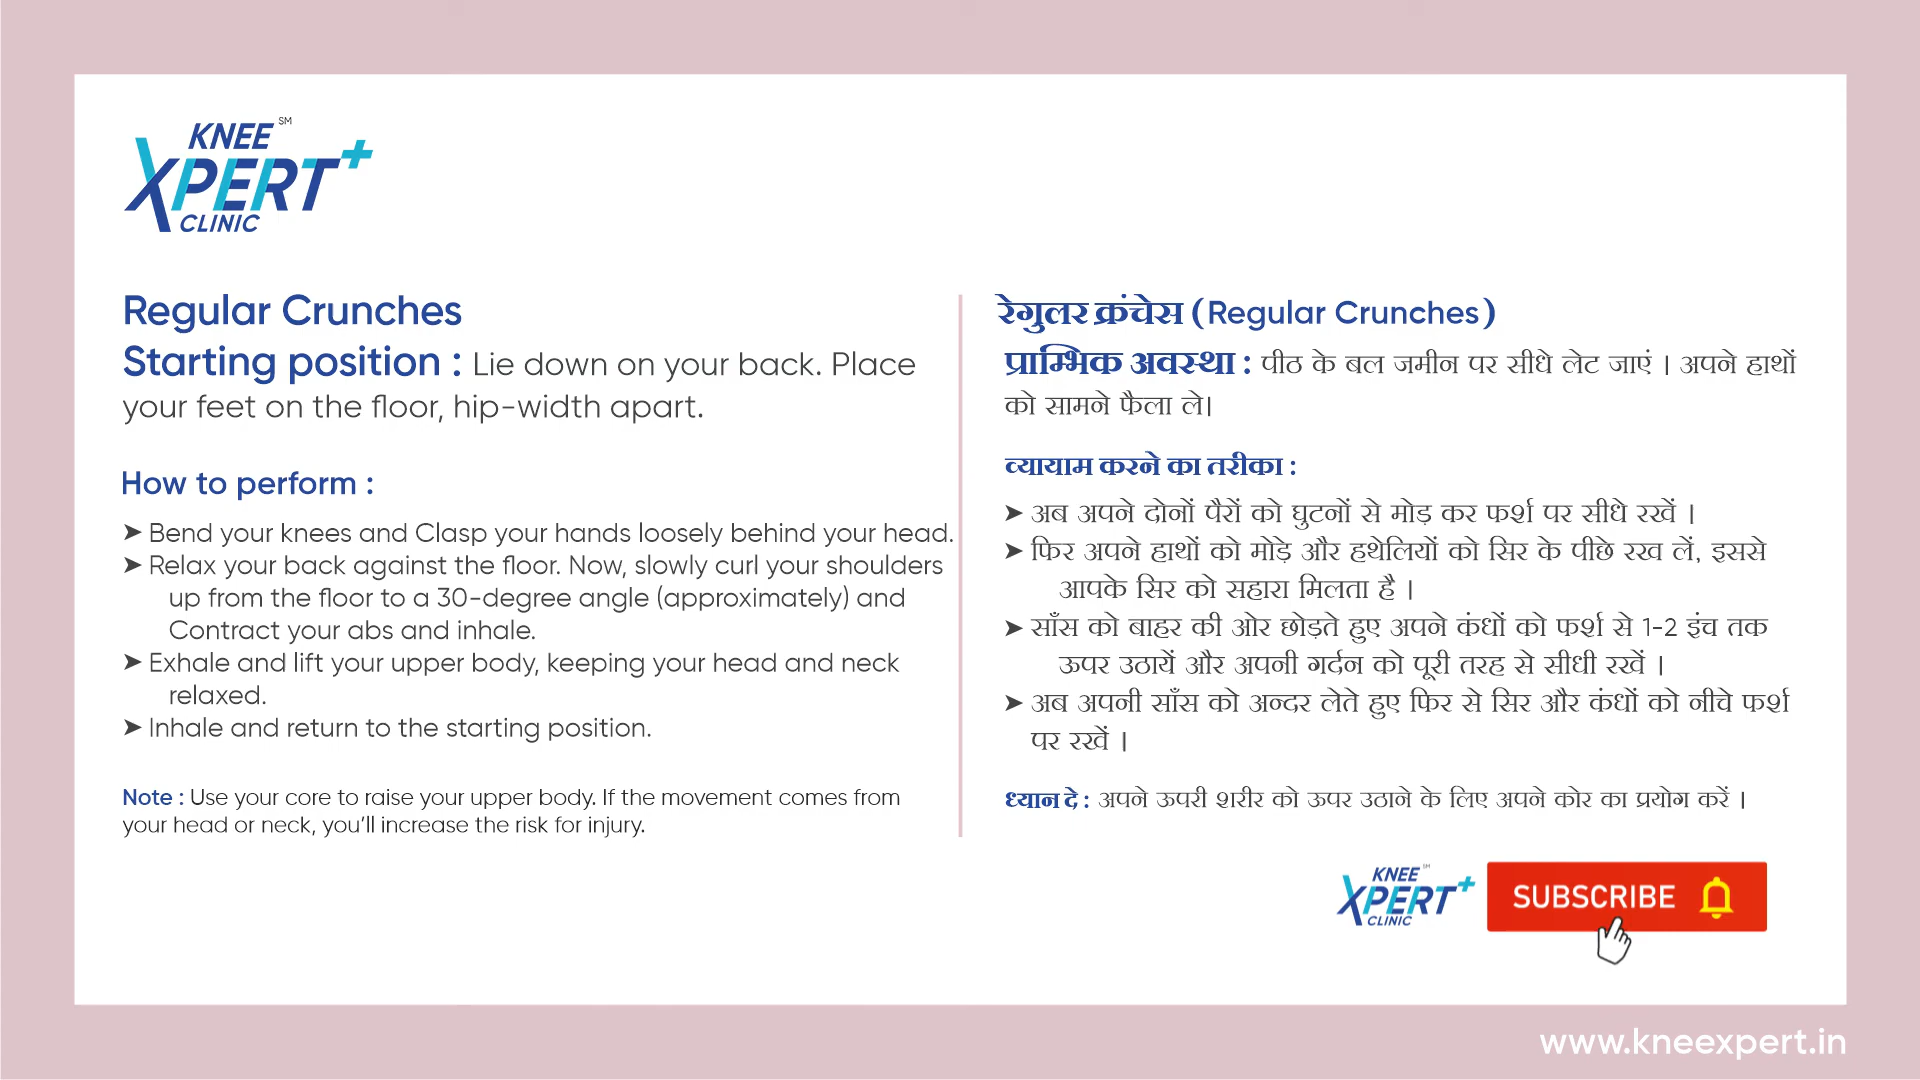 KNEE SM
XPERT+
CLINIC
Regular Crunches
Starting position : Lie down on your back. Place
your feet on the floor, hip-width apart.
How to perform :
➤ Bend your knees and Clasp your hands loosely behind your head.
➤ Relax your back against the floor. Now, slowly curl your shoulders
up from the floor to a 30-degree angle (approximately) and
Contract your abs and inhale.
➤ Exhale and lift your upper body, keeping your head and neck
relaxed.
➤ Inhale and return to the starting position.
Note : Use your core to raise your upper body. If the movement comes from
your head or neck, you'll increase the risk for injury.
रेगुलर क्रंचेस (Regular Crunches)
प्राम्भिक अवस्था : पीठ के बल जमीन पर सीधे लेट जाएं । अपने हाथों
को सामने फैला ले।
व्यायाम करने का तरीका :
➤ अब अपने दोनों पैरों को घुटनों से मोड़ कर फर्श पर सीधे रखें ।
➤ फिर अपने हाथों को मोड़े और हथेलियों को सिर के पीछे रख लें, इससे
आपके सिर को सहारा मिलता है ।
➤ साँस को बाहर की ओर छोड़ते हुए अपने कंधों को फर्श से 1-2 इंच तक
ऊपर उठायें और अपनी गर्दन को पूरी तरह से सीधी रखें ।
➤ अब अपनी साँस को अन्दर लेते हुए फिर से सिर और कंधों को नीचे फर्श
पर रखें ।
ध्यान दे : अपने ऊपरी शरीर को ऊपर उठाने के लिए अपने कोर का प्रयोग करें ।
KNEE SM
XPERT+
CLINIC
SUBSCRIBE
www.kneexpert.in